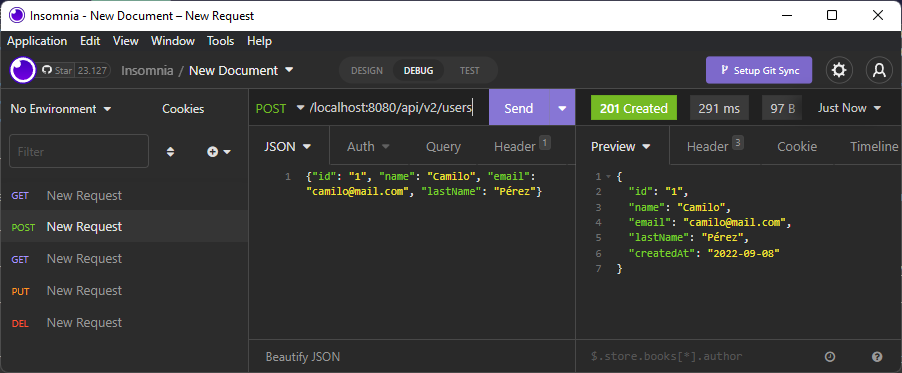 Insomnia - New Document – New Request
Application Edit View Window Tools Help
Star 23.127 Insomnia / New Document DESIGN DEBUG TEST Setup Git Sync
No Environment Cookies POST /localhost:8080/api/v2/users Send 201 Created 291 ms 97 B Just Now
Filter JSON Auth Query Header 1 Preview Header 3 Cookie Timeline
GET New Request
POST New Request
GET New Request
PUT New Request
DEL New Request
1 {"id": "1", "name": "Camilo", "email":
"camilo@mail.com", "lastName": "Pérez"}
1 {
2 "id": "1",
3 "name": "Camilo",
4 "email": "camilo@mail.com",
5 "lastName": "Pérez",
6 "createdAt": "2022-09-08"
7 }
Beautify JSON $.store.books[*].author